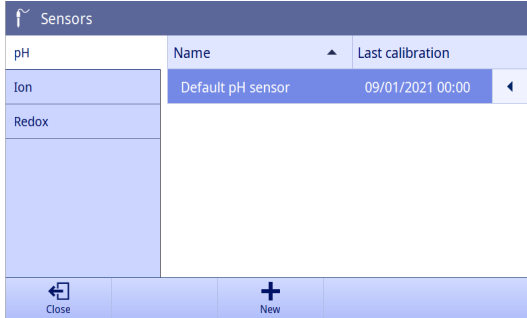 Sensors
pH
Name
Last calibration
Ion
Default pH sensor
09/01/2021 00:00
Redox
Close
New